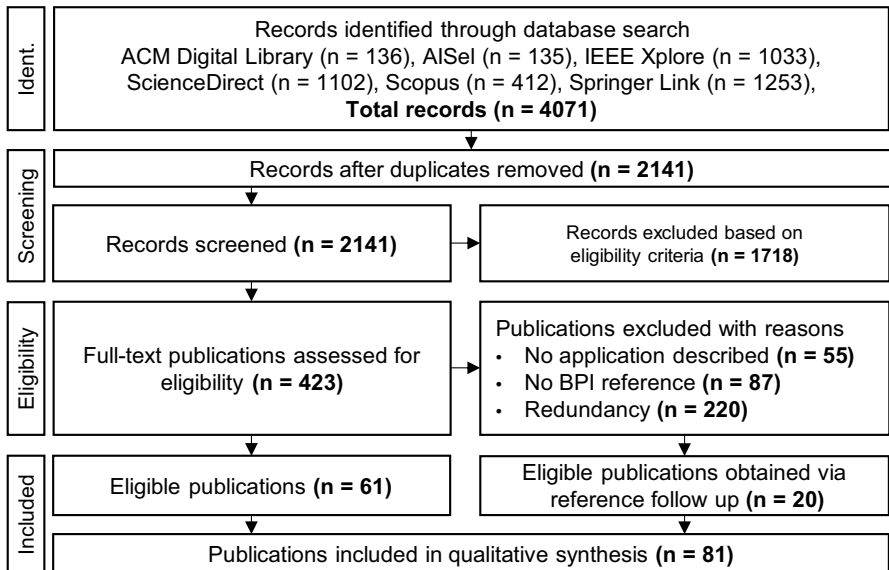 Ident.
Records identified through database search
ACM Digital Library (n = 136), AISel (n = 135), IEEE Xplore (n = 1033),
ScienceDirect (n = 1102), Scopus (n = 412), Springer Link (n = 1253),
Total records (n = 4071)
Screening
Records after duplicates removed (n = 2141)
Records screened (n = 2141)
Records excluded based on
eligibility criteria (n = 1718)
Eligibility
Full-text publications assessed for
eligibility (n = 423)
Publications excluded with reasons
• No application described (n = 55)
• No BPI reference (n = 87)
• Redundancy (n = 220)
Included
Eligible publications (n = 61)
Eligible publications obtained via
reference follow up (n = 20)
Publications included in qualitative synthesis (n = 81)